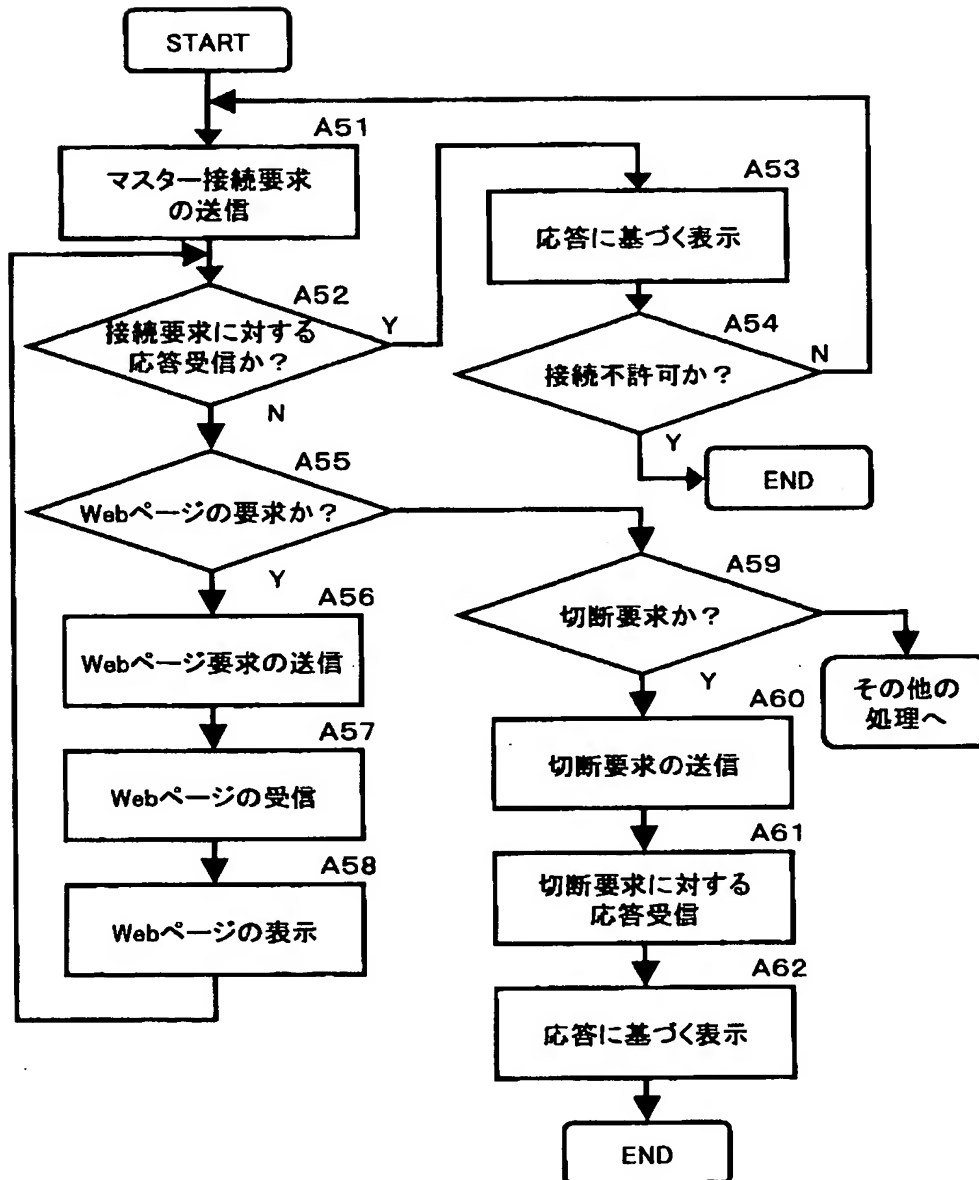 START
A51
マスター接続要求
の送信
A52
接続要求に対する
応答受信か？
Y
N
A53
応答に基づく表示
A54
接続不許可か？
N
Y
END
A55
Webページの要求か？
Y
A56
Webページ要求の送信
A57
Webページの受信
A58
Webページの表示
A59
切断要求か？
Y
その他の
処理へ
A60
切断要求の送信
A61
切断要求に対する
応答受信
A62
応答に基づく表示
END